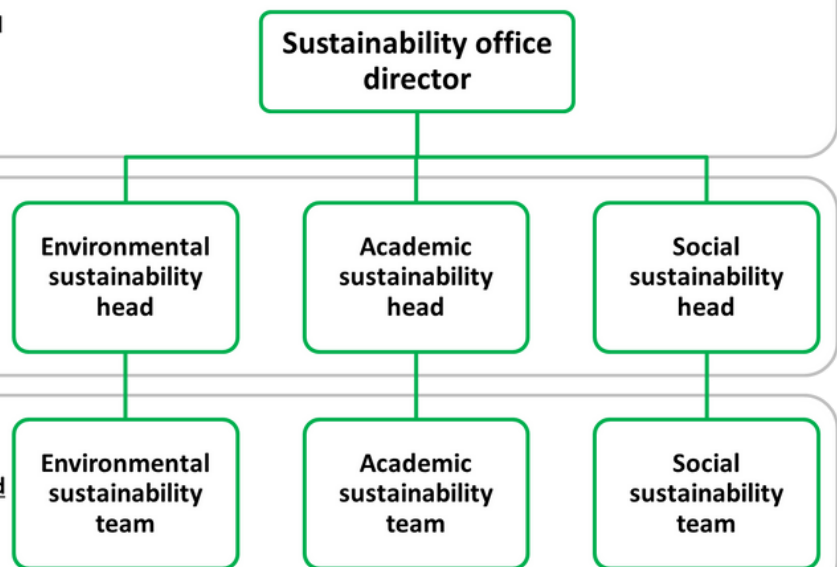 Sustainability office
director
Environmental
sustainability
head
Academic
sustainability
head
Social
sustainability
head
Environmental
sustainability
team
Academic
sustainability
team
Social
sustainability
team